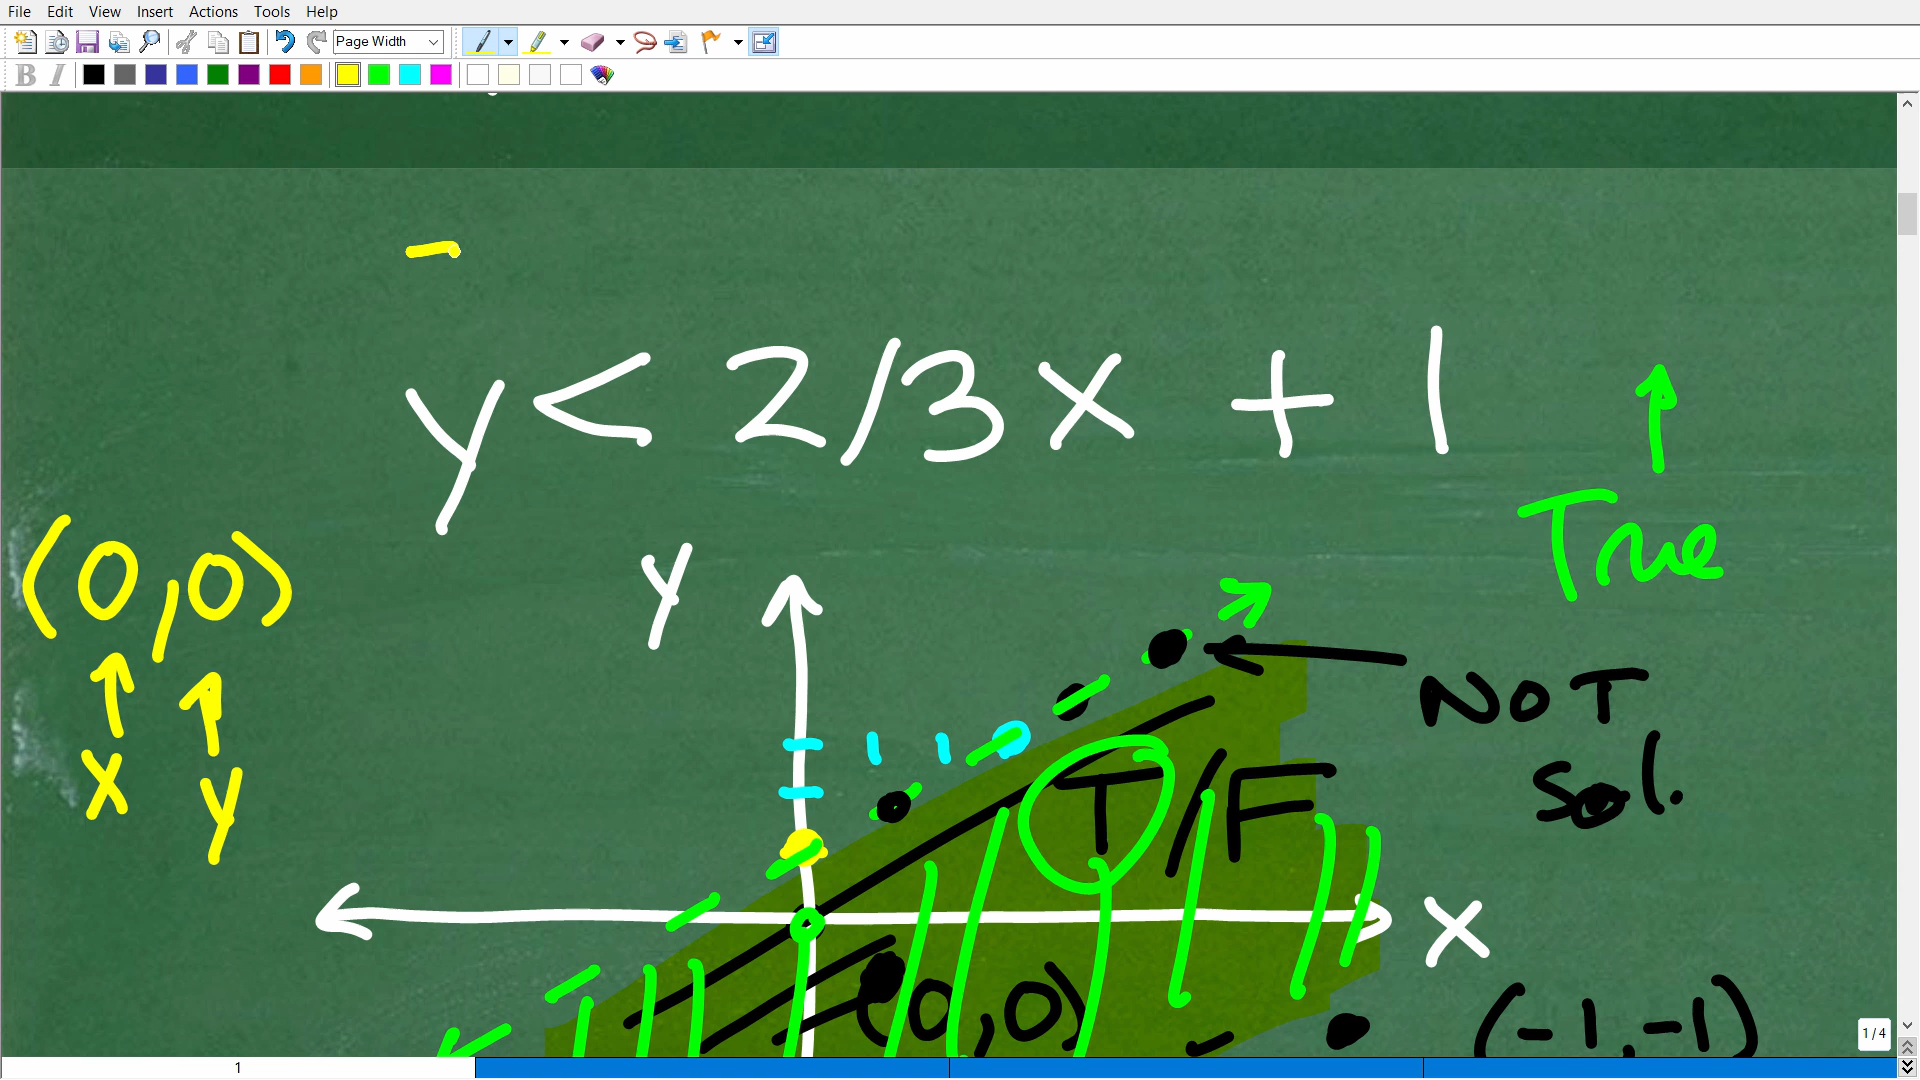 File Edit View Insert Actions Tools Help
Page Width
B I
y < 2/3x + 1
True
(0,0)
x y
y
NOT
Sol.
T/F
x
(0,0)
(-1,-1)
1 / 4
1